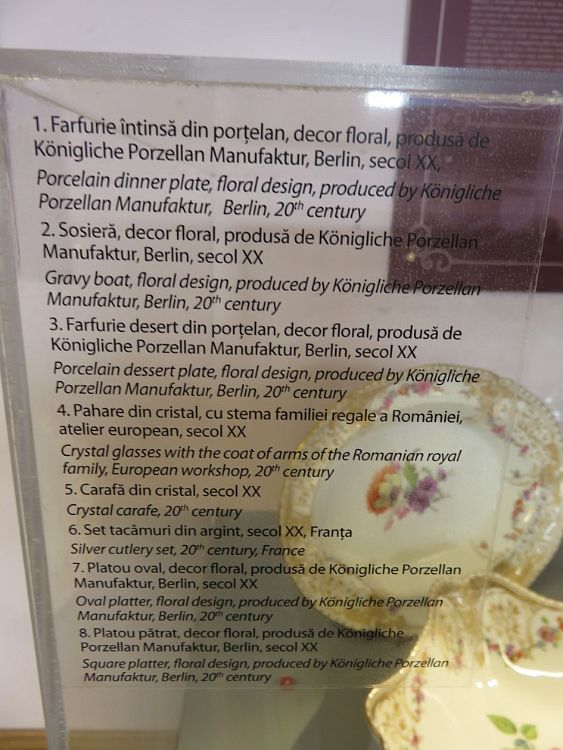 1. Farfurie întinsă din porțelan, decor floral, produsă de
Königliche Porzellan Manufaktur, Berlin, secol XX,
Porcelain dinner plate, floral design, produced by Königliche
Porzellan Manufaktur, Berlin, 20th century
2. Sosieră, decor floral, produsă de Königliche Porzellan
Manufaktur, Berlin, secol XX
Gravy boat, floral design, produced by Königliche Porzellan
Manufaktur, Berlin, 20th century
3. Farfurie desert din porțelan, decor floral, produsă de
Königliche Porzellan Manufaktur, Berlin, secol XX
Porcelain dessert plate, floral design, produced by Königliche
Porzellan Manufaktur, Berlin, 20th century
4. Pahare din cristal, cu stema familiei regale a României,
atelier european, secol XX
Crystal glasses with the coat of arms of the Romanian royal
family, European workshop, 20th century
5. Carafă din cristal, secol XX
Crystal carafe, 20th century
6. Set tacâmuri din argint, secol XX, Franța
Silver cutlery set, 20th century, France
7. Platou oval, decor floral, produsă de Königliche Porzellan
Manufaktur, Berlin, secol XX
Oval platter, floral design, produced by Königliche Porzellan
Manufaktur, Berlin, 20th century
8. Platou pătrat, decor floral, produsă de Königliche
Porzellan Manufaktur, Berlin, secol XX
Square platter, floral design, produced by Königliche Porzellan
Manufaktur, Berlin, 20th century